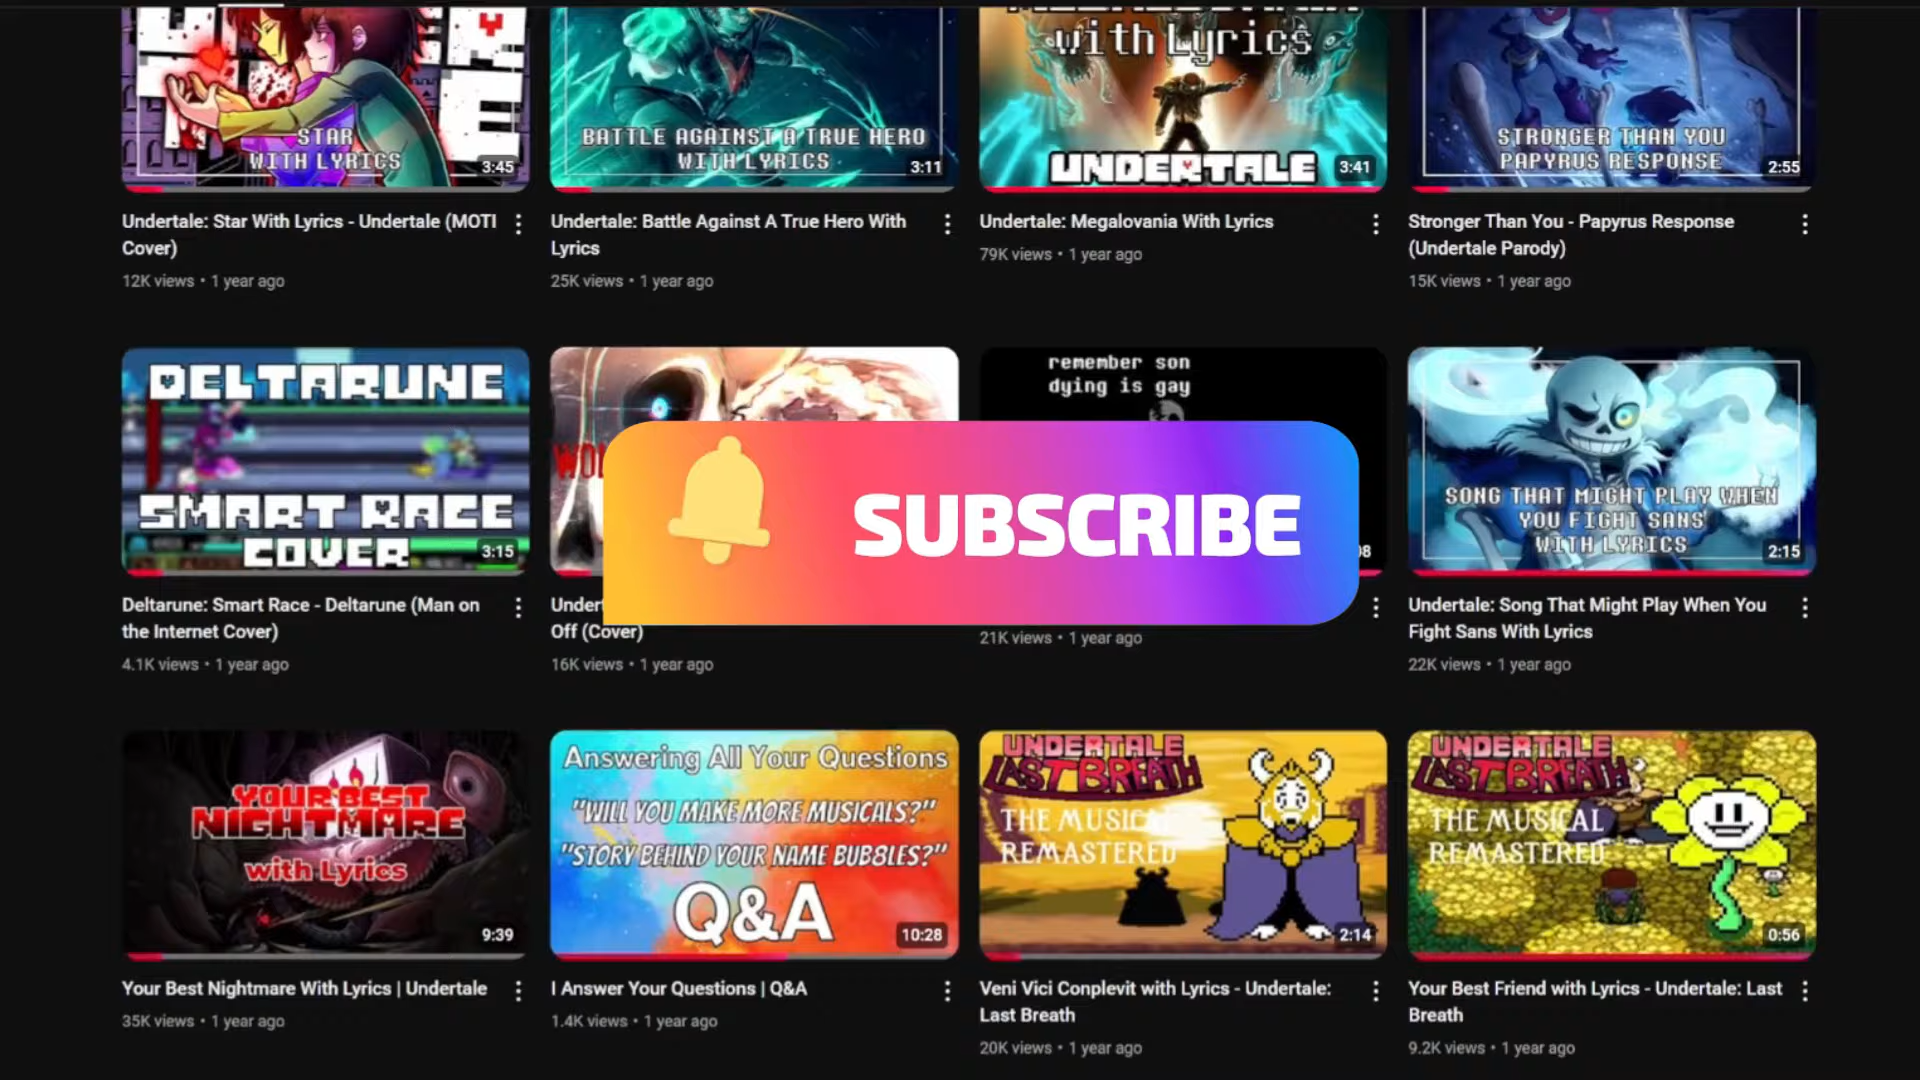 with Lyrics
STAR
WITH LYRICS
3:45
BATTLE AGAINST A TRUE HERO
WITH LYRICS
3:11
UNDERTALE
3:41
STRONGER THAN YOU
PAPYRUS RESPONSE
2:55
Undertale: Star With Lyrics - Undertale (MOTI
Cover)
12K views • 1 year ago
Undertale: Battle Against A True Hero With
Lyrics
25K views • 1 year ago
Undertale: Megalovania With Lyrics
79K views • 1 year ago
Stronger Than You - Papyrus Response
(Undertale Parody)
15K views • 1 year ago
DELTARUNE
SMART RACE
COVER
3:15
remember son
dying is gay
SUBSCRIBE
SONG THAT MIGHT PLAY WHEN
YOU FIGHT SANS
WITH LYRICS
2:15
Deltarune: Smart Race - Deltarune (Man on
the Internet Cover)
4.1K views • 1 year ago
Off (Cover)
16K views • 1 year ago
21K views • 1 year ago
Undertale: Song That Might Play When You
Fight Sans With Lyrics
22K views • 1 year ago
YOUR BEST
NIGHTMARE
with Lyrics
9:39
Answering All Your Questions
"WILL YOU MAKE MORE MUSICALS?"
"STORY BEHIND YOUR NAME BUB8LES?"
Q&A
10:28
UNDERTALE
LAST BREATH
THE MUSICAL
REMASTERED
2:14
UNDERTALE
LAST BREATH
THE MUSICAL
REMASTERED
0:56
Your Best Nightmare With Lyrics | Undertale
35K views • 1 year ago
I Answer Your Questions | Q&A
1.4K views • 1 year ago
Veni Vici Conplevit with Lyrics - Undertale:
Last Breath
20K views • 1 year ago
Your Best Friend with Lyrics - Undertale: Last
Breath
9.2K views • 1 year ago